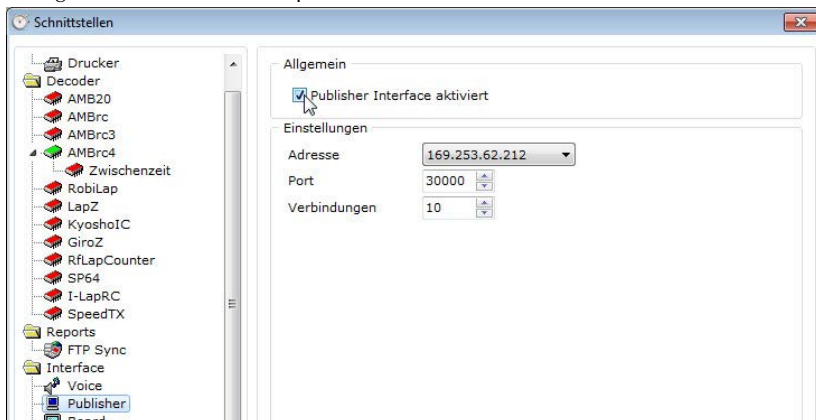 Schnittstellen
Drucker
Decoder
AMB20
AMBrc
AMBrc3
AMBrc4
Zwischenzeit
RobiLap
LapZ
KyoshoIC
GiroZ
RfLapCounter
SP64
I-LapRC
SpeedTX
Reports
FTP Sync
Interface
Voice
Publisher
Allgemein
Publisher Interface aktiviert
Einstellungen
Adresse 169.253.62.212
Port 30000
Verbindungen 10